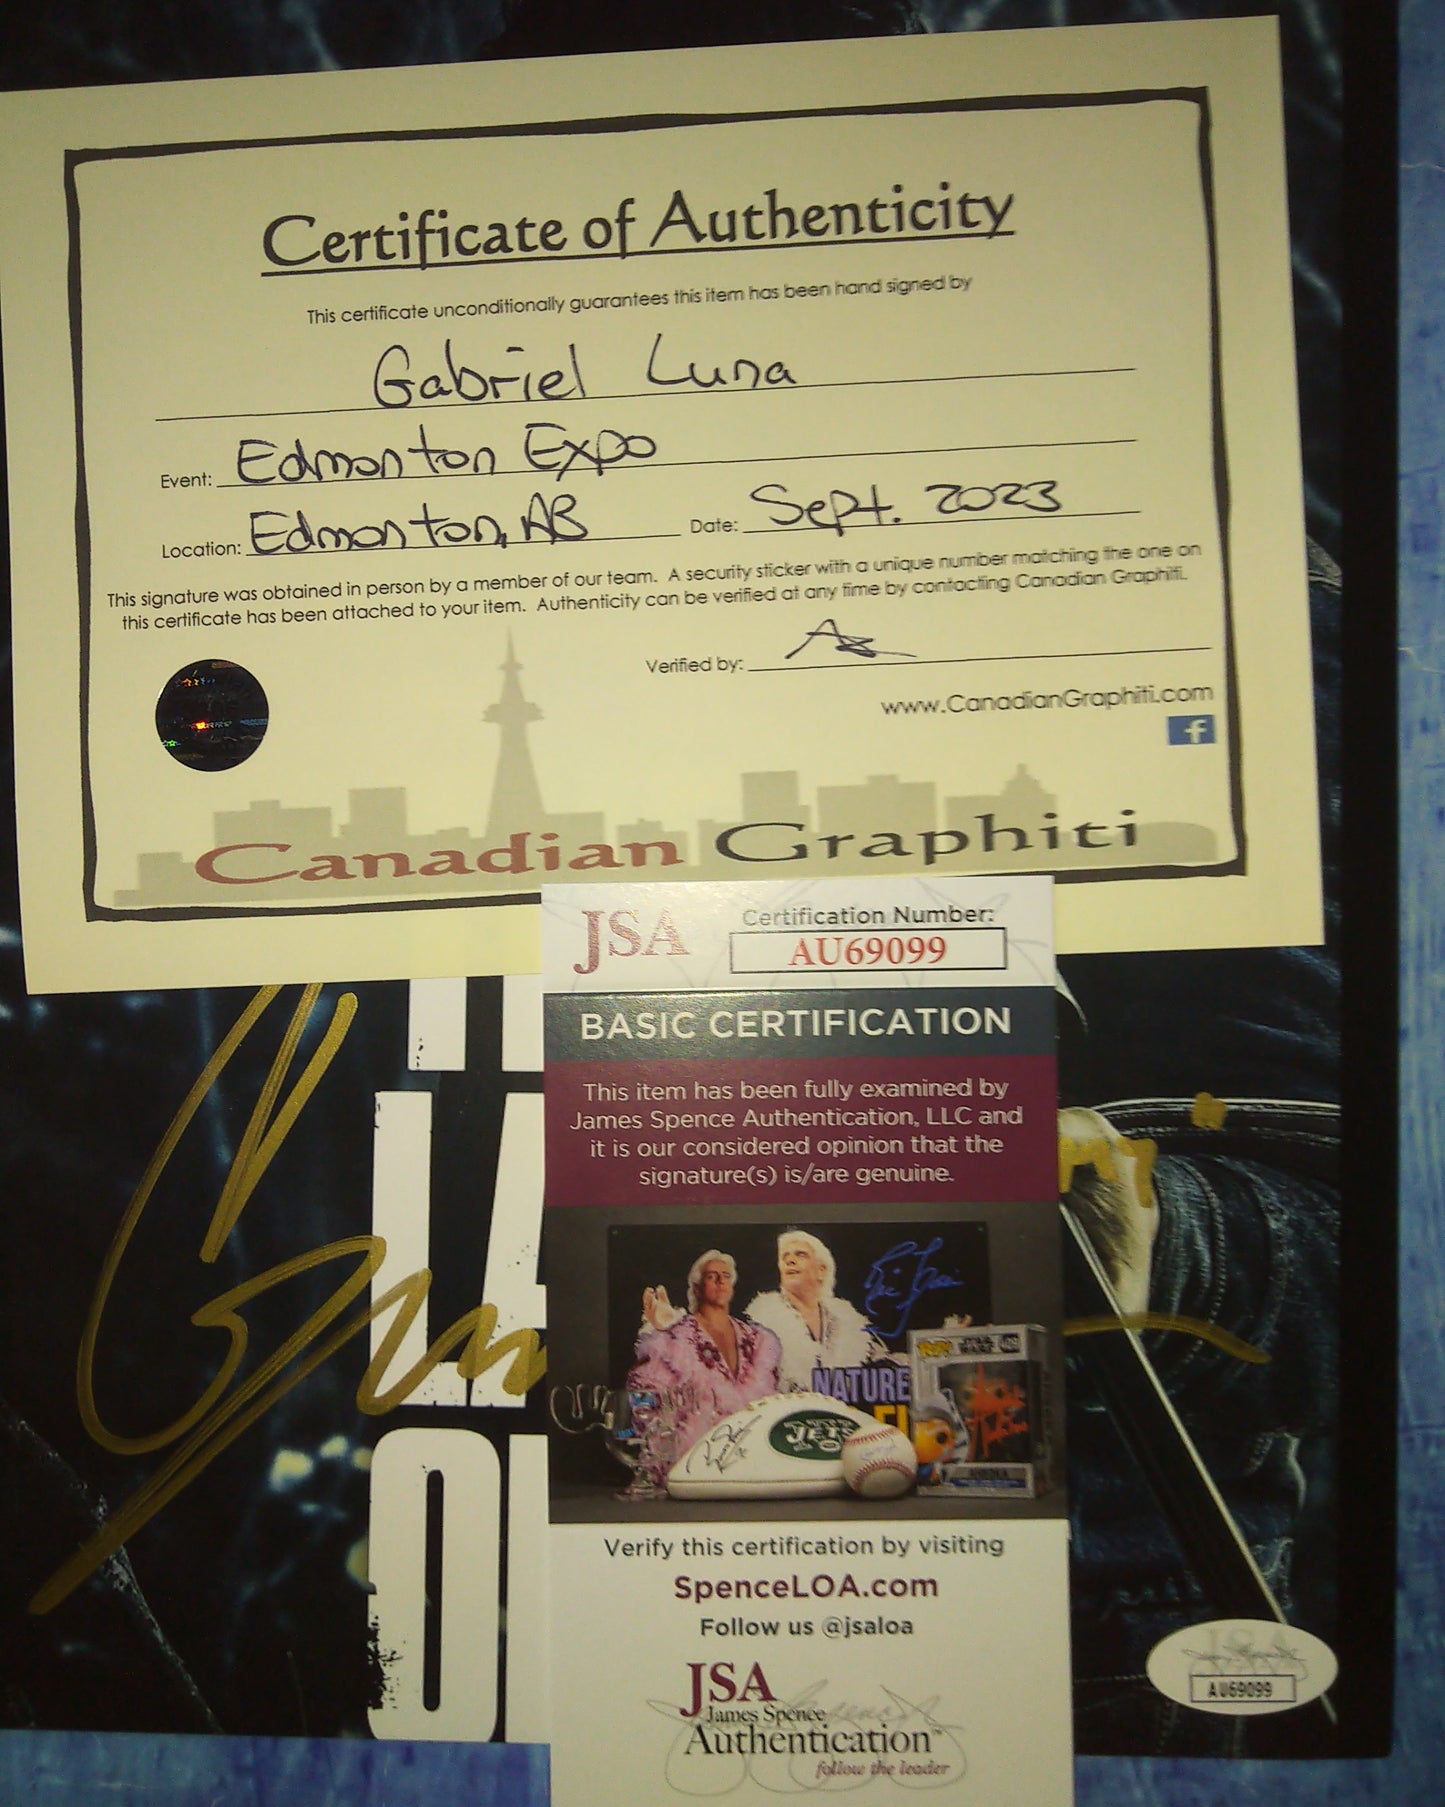 Certificate of Authenticity
This certificate unconditionally guarantees this item has been hand signed by
Gabriel Luna
Event: Edmonton Expo
Location: Edmonton, AB Date: Sept. 2023
This signature was obtained in person by a member of our team. A security sticker with a unique number matching the one on
this certificate has been attached to your item. Authenticity can be verified at any time by contacting Canadian Graphiti.
Verified by:
www.CanadianGraphiti.com
f
Canadian Graphiti
JSA
Certification Number:
AU69099
BASIC CERTIFICATION
This item has been fully examined by
James Spence Authentication, LLC and
it is our considered opinion that the
signature(s) is/are genuine.
NATURE
JETS
Verify this certification by visiting
SpenceLOA.com
Follow us @jsaloa
JSA
James Spence
Authentication™
follow the leader
LA
O
JSA
AU69099